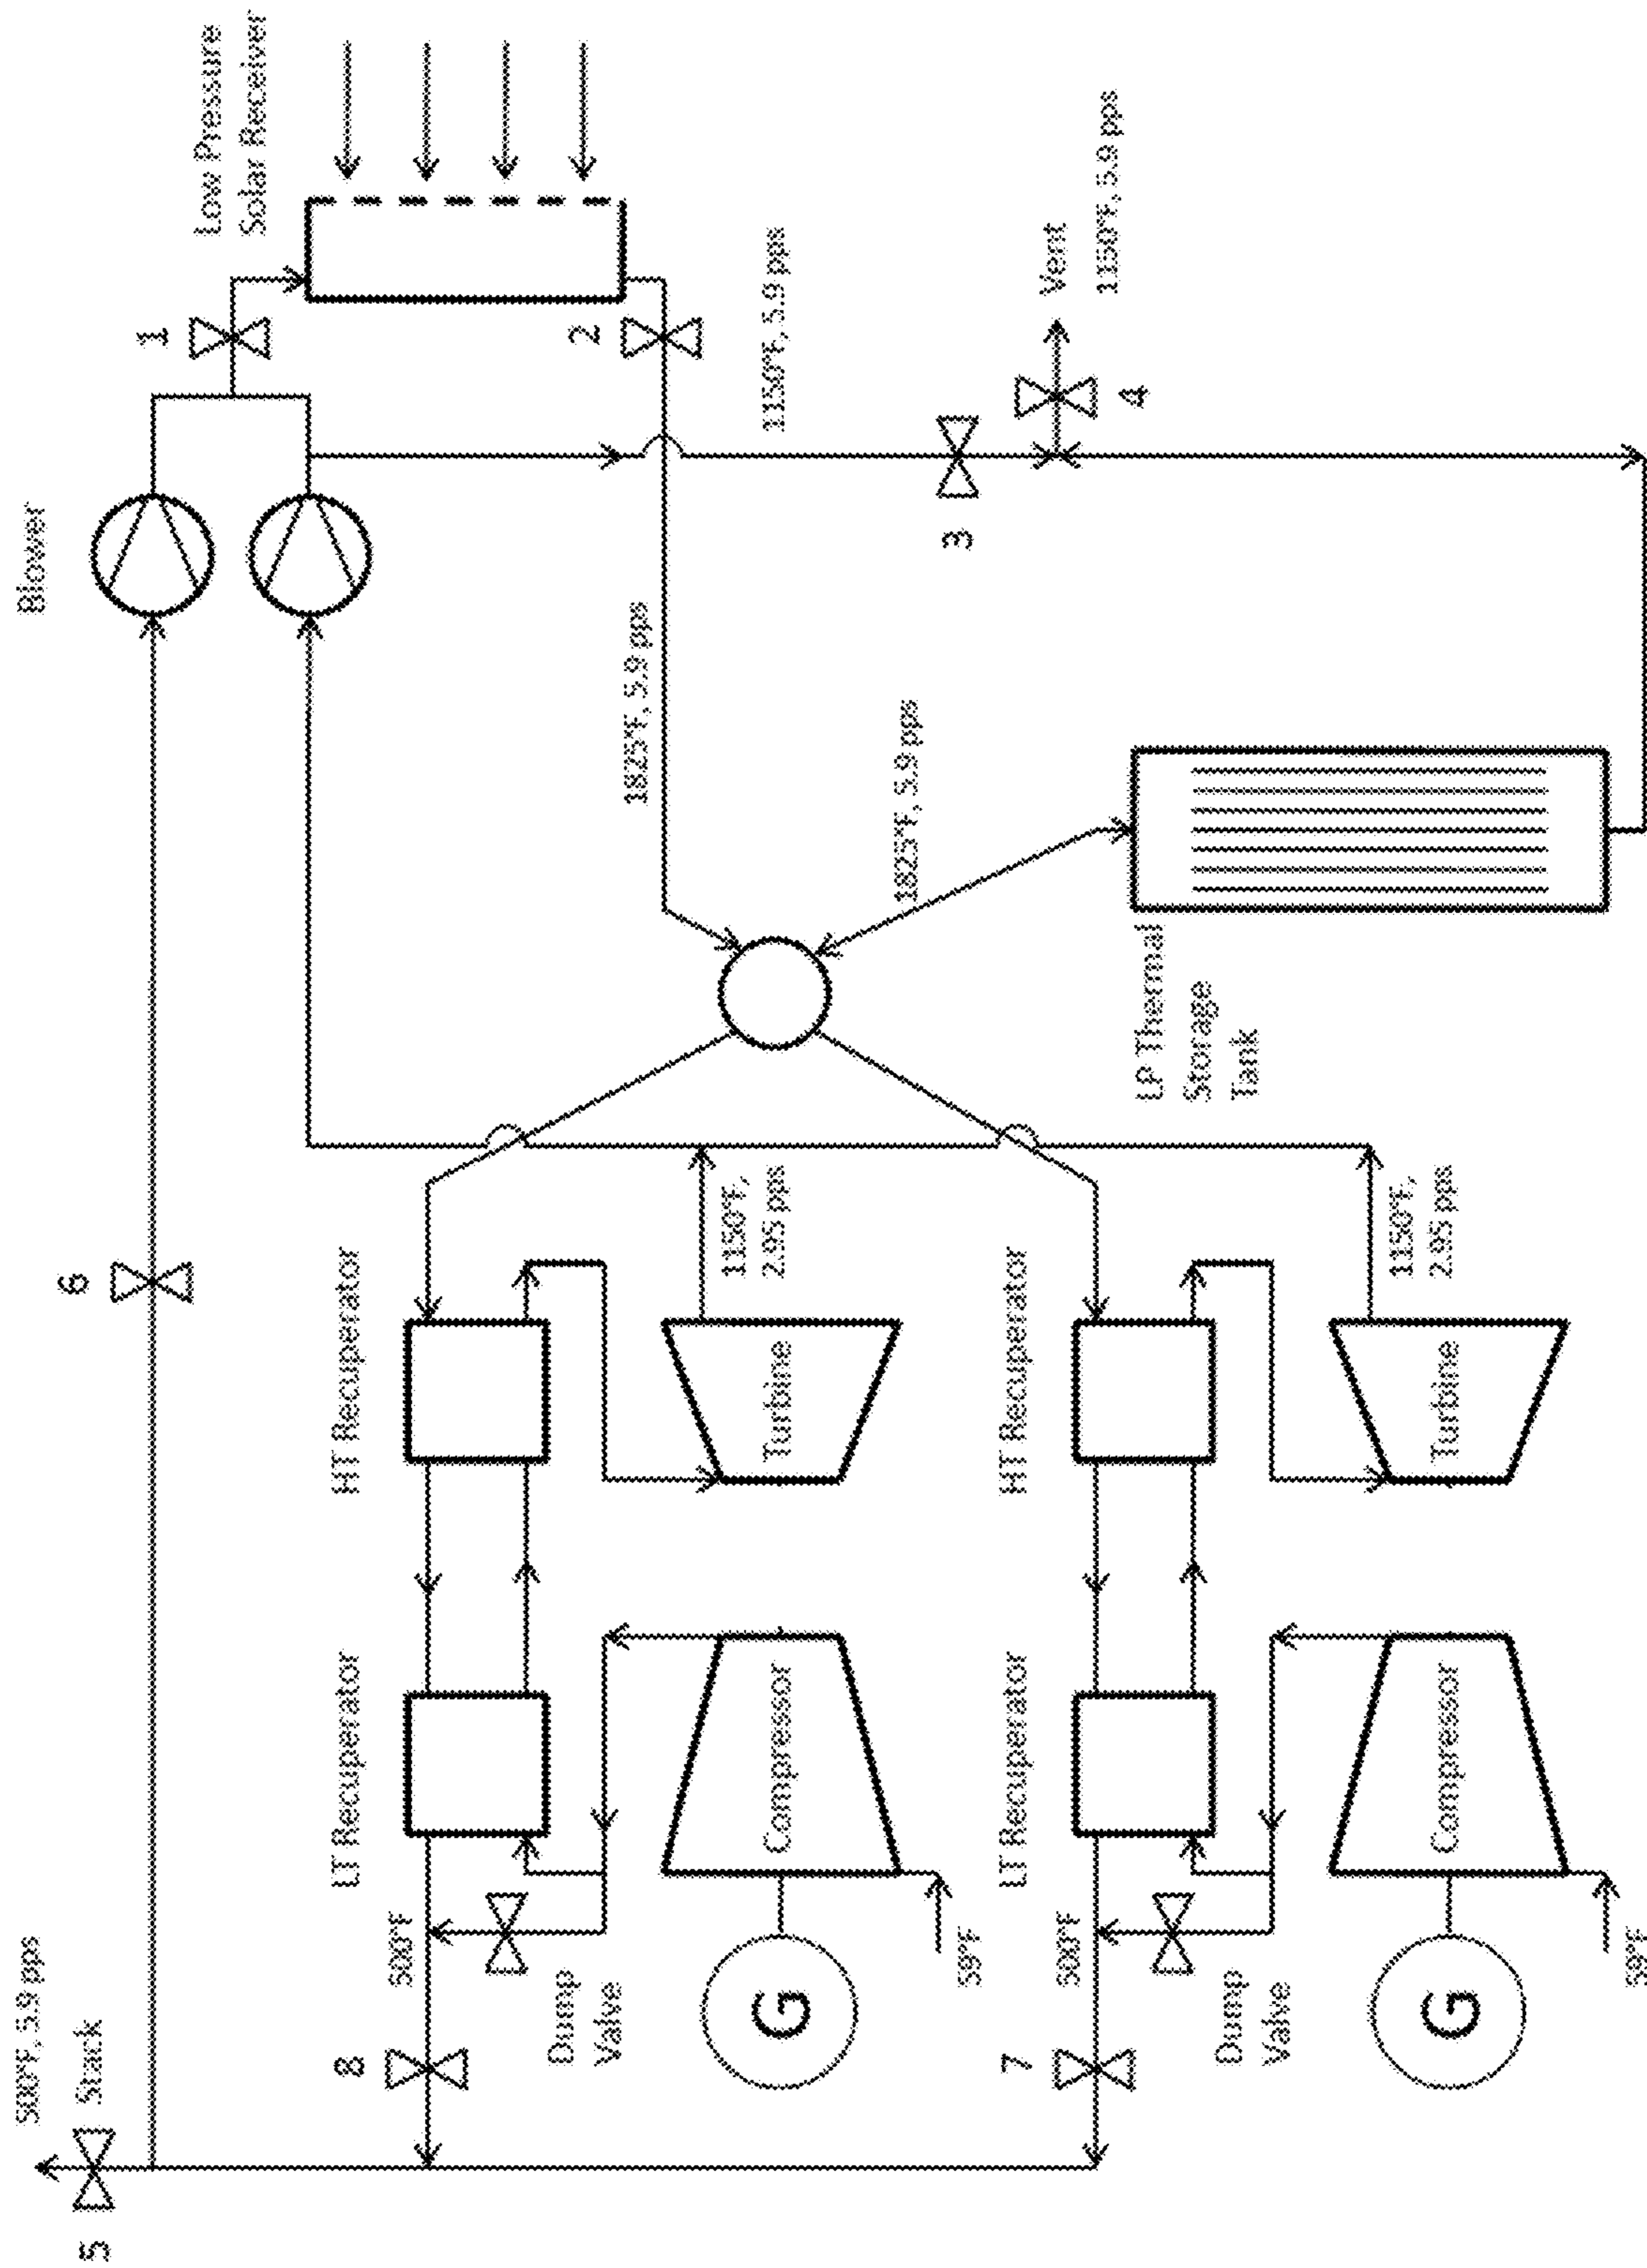 500°F, 5.9 pps
Blower
5
Stack
6
1
Low Pressure
Solar Receiver
8
LT Recuperator
HT Recuperator
500°F
Dump
Valve
2
1825°F, 5.9 pps
G
Compressor
Turbine
1150°F,
2.95 pps
1150°F, 5.9 pps
59°F
1825°F, 5.9 pps
3
7
LT Recuperator
HT Recuperator
500°F
Vent
1150°F, 5.9 pps
4
LP Thermal
Storage
Tank
Dump
Valve
1150°F,
2.95 pps
G
Compressor
Turbine
59°F